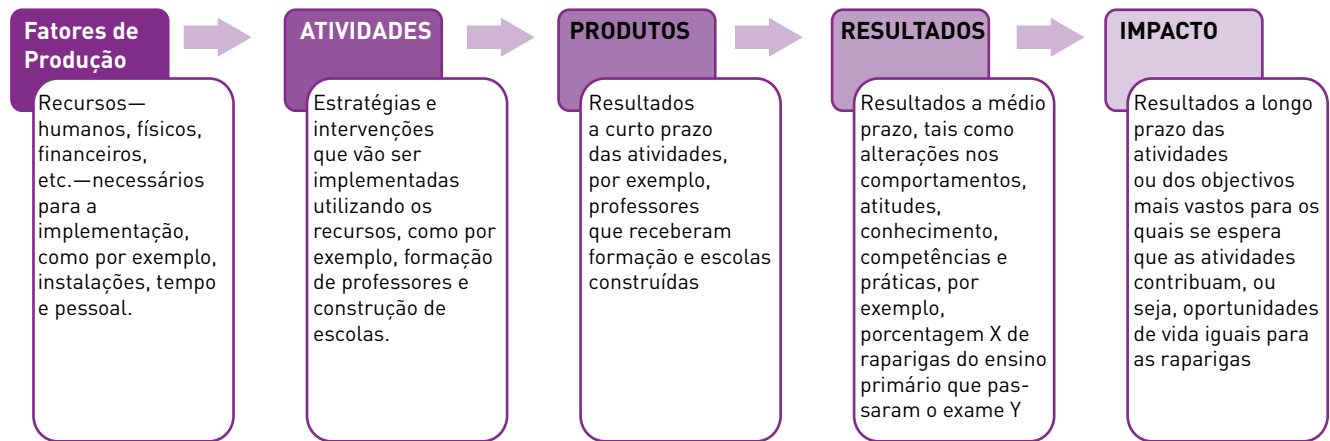 Fatores de
Produção
Recursos—
humanos, físicos,
financeiros,
etc.—necessários
para a
implementação,
como por exemplo,
instalações, tempo
e pessoal.
ATIVIDADES
Estratégias e
intervenções
que vão ser
implementadas
utilizando os
recursos, como por
exemplo, formação
de professores e
construção de
escolas.
PRODUTOS
Resultados
a curto prazo
das atividades,
por exemplo,
professores
que receberam
formação e escolas
construídas
RESULTADOS
Resultados a médio
prazo, tais como
alterações nos
comportamentos,
atitudes,
conhecimento,
competências e
práticas, por
exemplo,
porcentagem X de
raparigas do ensino
primário que pas-
saram o exame Y
IMPACTO
Resultados a longo
prazo das
atividades
ou dos objectivos
mais vastos para os
quais se espera
que as atividades
contribuam, ou
seja, oportunidades
de vida iguais para
as raparigas